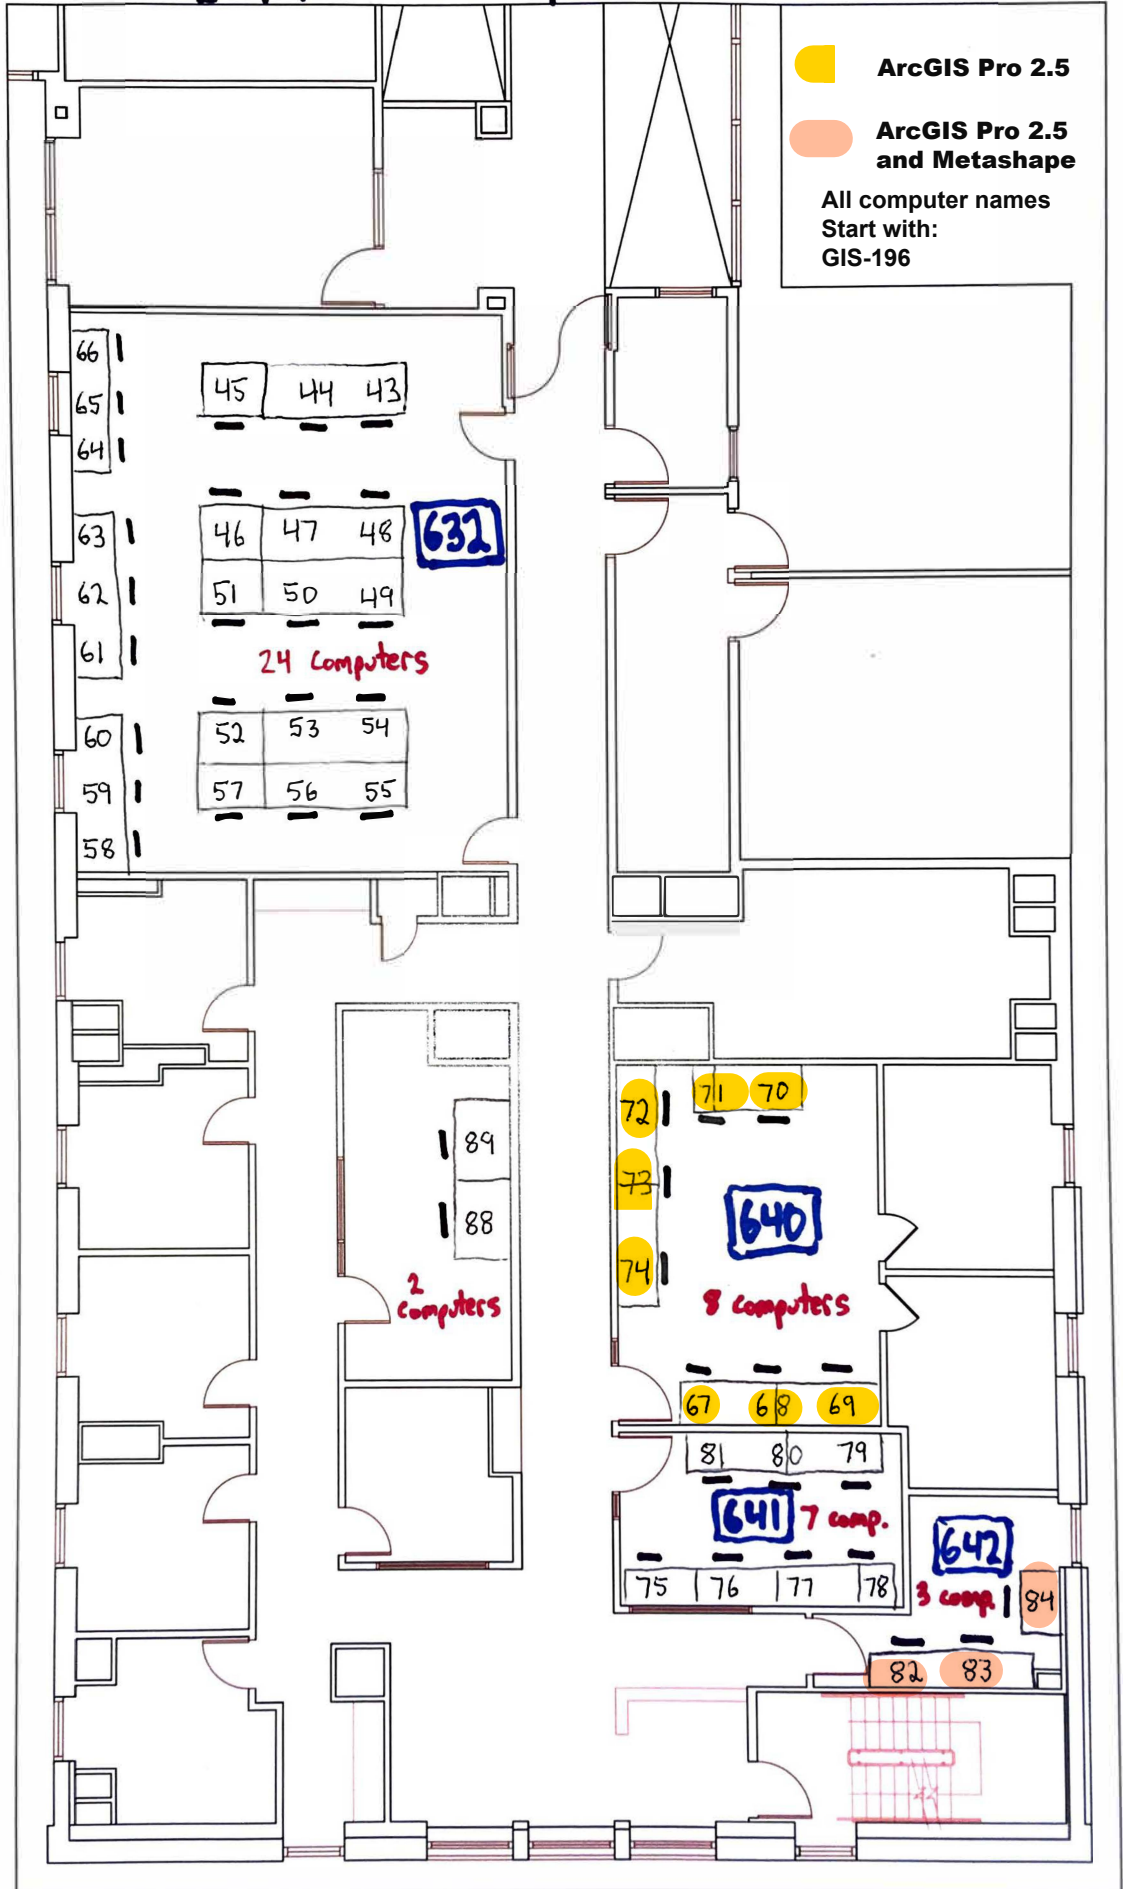 ArcGIS Pro 2.5
ArcGIS Pro 2.5
and Metashape
All computer names
Start with:
GIS-196
66
65
64
45 44 43
63
62
61
46 47 48
632
51 50 49
24 Computers
60
59
58
52 53 54
57 56 55
89
88
2
computers
72
73
74
71 70
640
8 computers
67 68 69
81 80 79
641 7 comp.
75 76 77 78
642
3 comp.
84
82 83